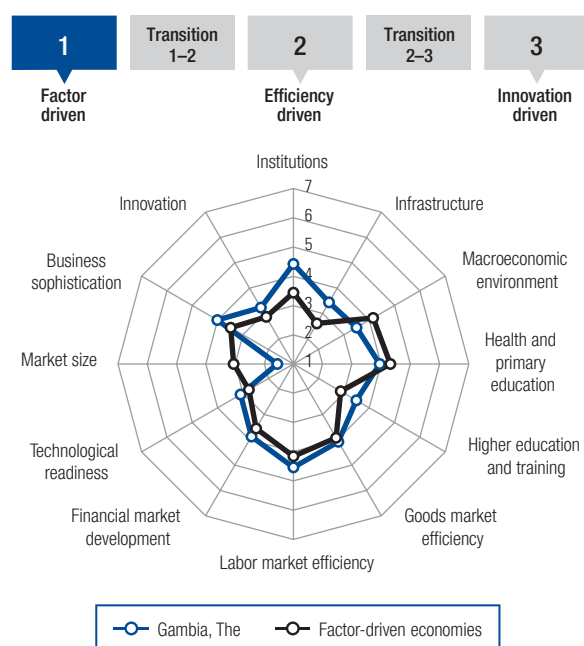 1
Transition
1–2
2
Transition
2–3
3
Factor
driven
Efficiency
driven
Innovation
driven
Institutions
7
6
5
4
3
2
1
Infrastructure
Macroeconomic
environment
Health and
primary
education
Higher education
and training
Goods market
efficiency
Labor market efficiency
Financial market
development
Technological
readiness
Market size
Business
sophistication
Innovation
Gambia, The
Factor-driven economies